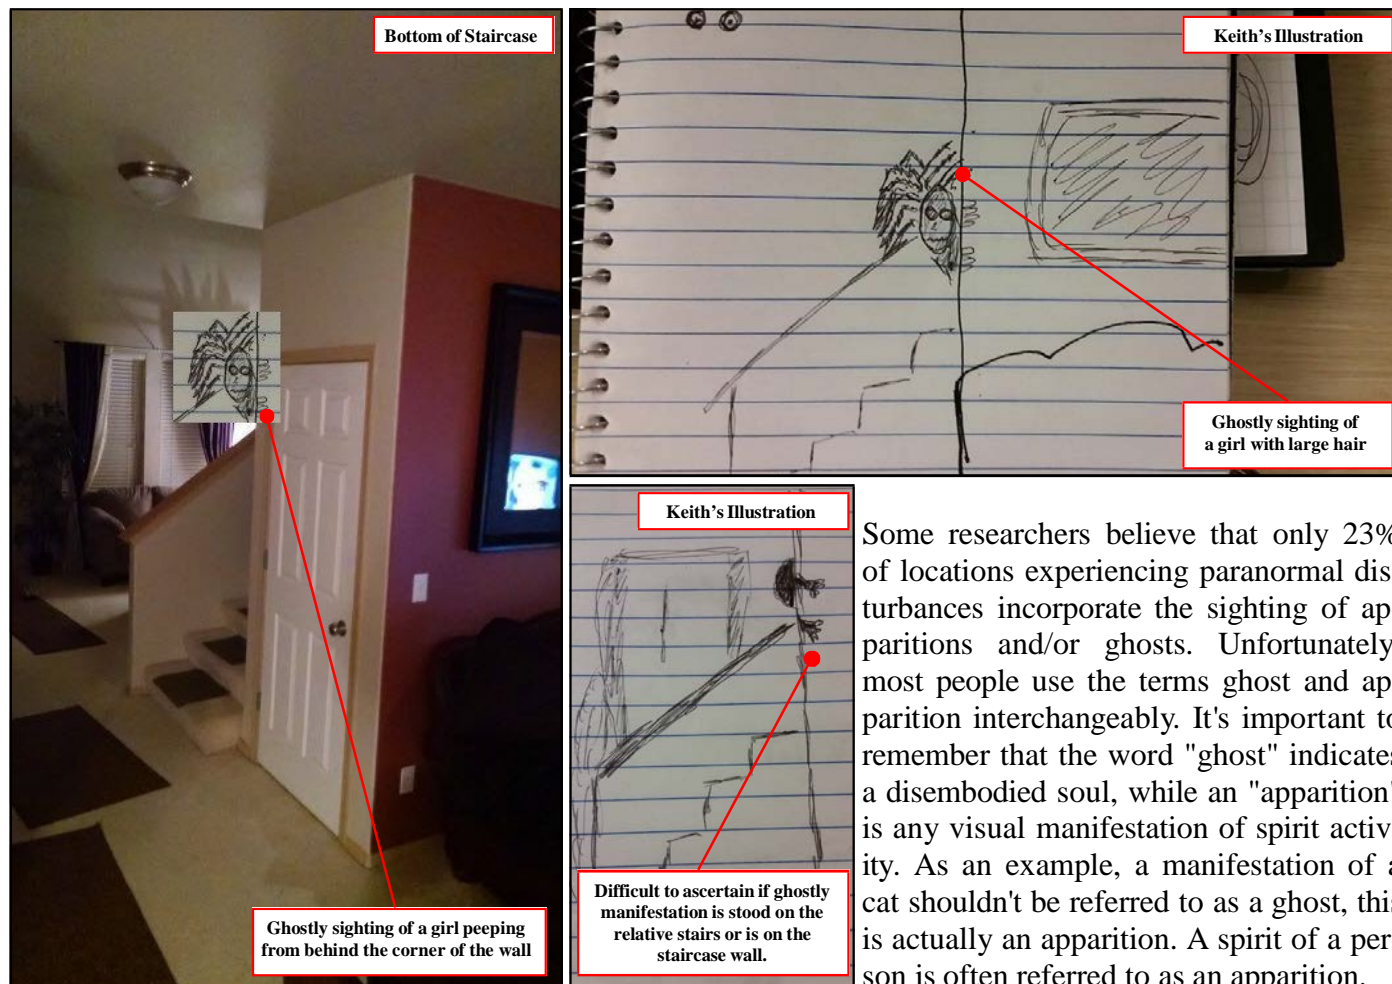 Bottom of Staircase
Keith's Illustration
Ghostly sighting of
a girl with large hair
Ghostly sighting of a girl peeping
from behind the corner of the wall
Keith's Illustration
Difficult to ascertain if ghostly
manifestation is stood on the
relative stairs or is on the
staircase wall.
Some researchers believe that only 23%
of locations experiencing paranormal dis
turbances incorporate the sighting of ap
paritions and/or ghosts. Unfortunately
most people use the terms ghost and ap
parition interchangeably. It's important to
remember that the word "ghost" indicates
a disembodied soul, while an "apparition"
is any visual manifestation of spirit activ
ity. As an example, a manifestation of a
cat shouldn't be referred to as a ghost, this
is actually an apparition. A spirit of a per
son is often referred to as an apparition.